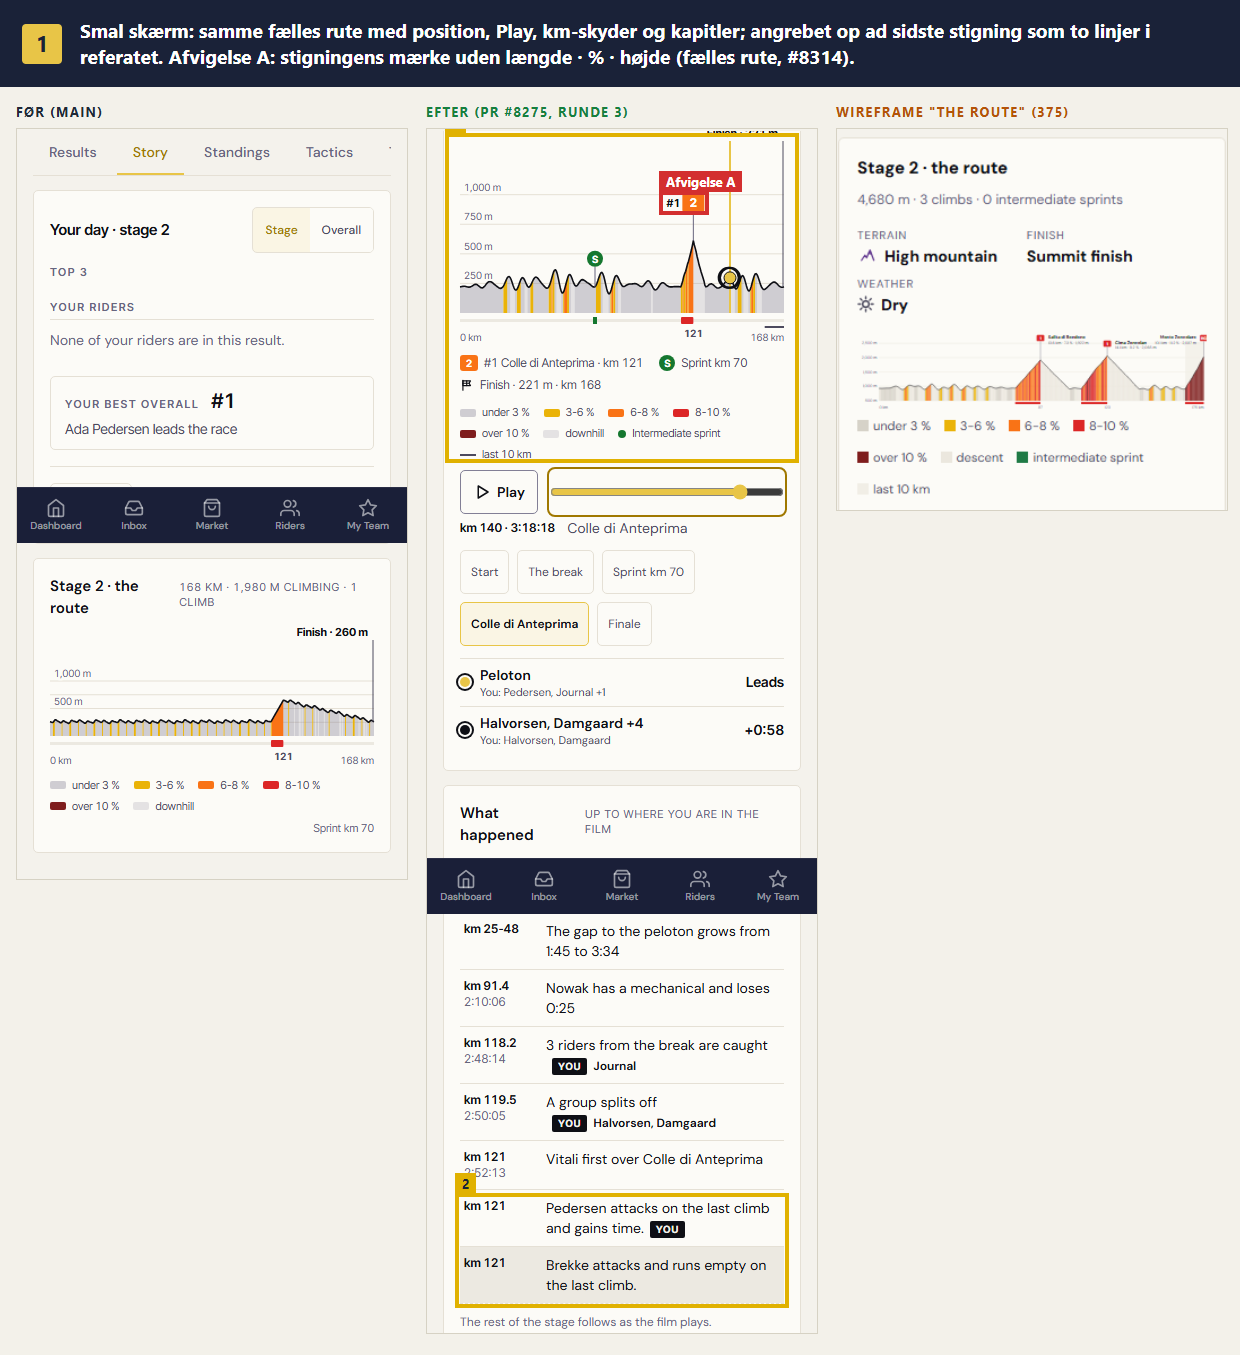 1
Smal skærm: samme fælles rute med position, Play, km-skyder og kapitler; angrebet op ad sidste stigning som to linjer i
referatet. Afvigelse A: stigningens mærke uden længde · % · højde (fælles rute, #8314).
FØR (MAIN)
Results Story Standings Tactics
Your day · stage 2
Stage Overall
TOP 3
YOUR RIDERS
None of your riders are in this result.
YOUR BEST OVERALL #1
Ada Pedersen leads the race
Dashboard Inbox Market Riders My Team
Stage 2 · the
route
168 KM · 1,980 M CLIMBING · 1
CLIMB
Finish · 260 m
1,000 m
500 m
121
0 km 168 km
under 3 % 3-6 % 6-8 % 8-10 %
over 10 % downhill
Sprint km 70
EFTER (PR #8275, RUNDE 3)
Afvigelse A
#1 2
1,000 m
750 m
500 m
250 m
S
121
0 km 168 km
2 #1 Colle di Anteprima · km 121 S Sprint km 70
Finish · 221 m · km 168
under 3 % 3-6 % 6-8 % 8-10 %
over 10 % downhill Intermediate sprint
last 10 km
Play
km 140 · 3:18:18 Colle di Anteprima
Start The break Sprint km 70
Colle di Anteprima Finale
Peloton
You: Pedersen, Journal +1
Leads
Halvorsen, Damgaard +4
You: Halvorsen, Damgaard
+0:58
What
happened
UP TO WHERE YOU ARE IN THE
FILM
Dashboard Inbox Market Riders My Team
km 25-48 The gap to the peloton grows from
1:45 to 3:34
km 91.4 Nowak has a mechanical and loses
2:10:06 0:25
km 118.2 3 riders from the break are caught
2:48:14 YOU Journal
km 119.5 A group splits off
2:50:05 YOU Halvorsen, Damgaard
km 121 Vitali first over Colle di Anteprima
2:52:13
2
km 121 Pedersen attacks on the last climb
and gains time. YOU
km 121 Brekke attacks and runs empty on
the last climb.
The rest of the stage follows as the film plays.
WIREFRAME "THE ROUTE" (375)
Stage 2 · the route
4,680 m · 3 climbs · 0 intermediate sprints
TERRAIN FINISH
High mountain Summit finish
WEATHER
Dry
under 3 % 3-6 % 6-8 % 8-10 %
over 10 % descent intermediate sprint
last 10 km